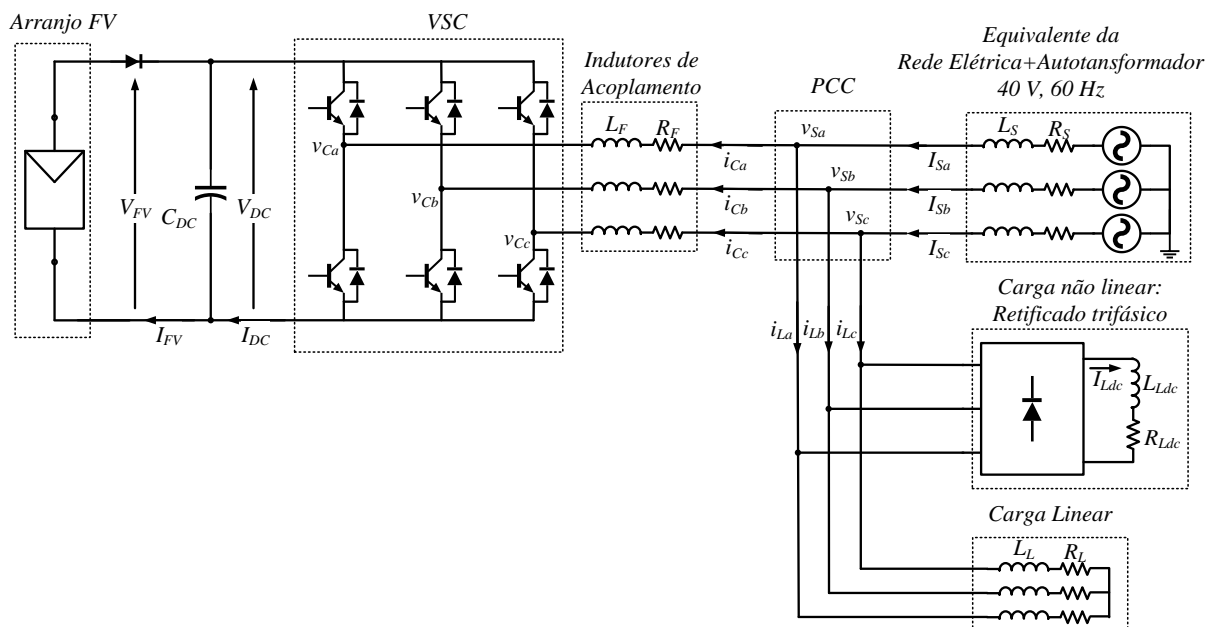 Arranjo FV
VSC
Indutores de
Acoplamento
PCC
Equivalente da
Rede Elétrica+Autotansformador
40 V, 60 Hz
L_F
R_F
v_Sa
L_S
R_S
v_Ca
i_Ca
I_Sa
v_Sb
v_Cb
i_Cb
I_Sb
V_FV
C_DC
V_DC
v_Sc
v_Cc
i_Cc
I_Sc
I_FV
I_DC
Carga não linear:
Retificado trifásico
i_La
i_Lb
i_Lc
I_Ldc
L_Ldc
R_Ldc
Carga Linear
L_L
R_L